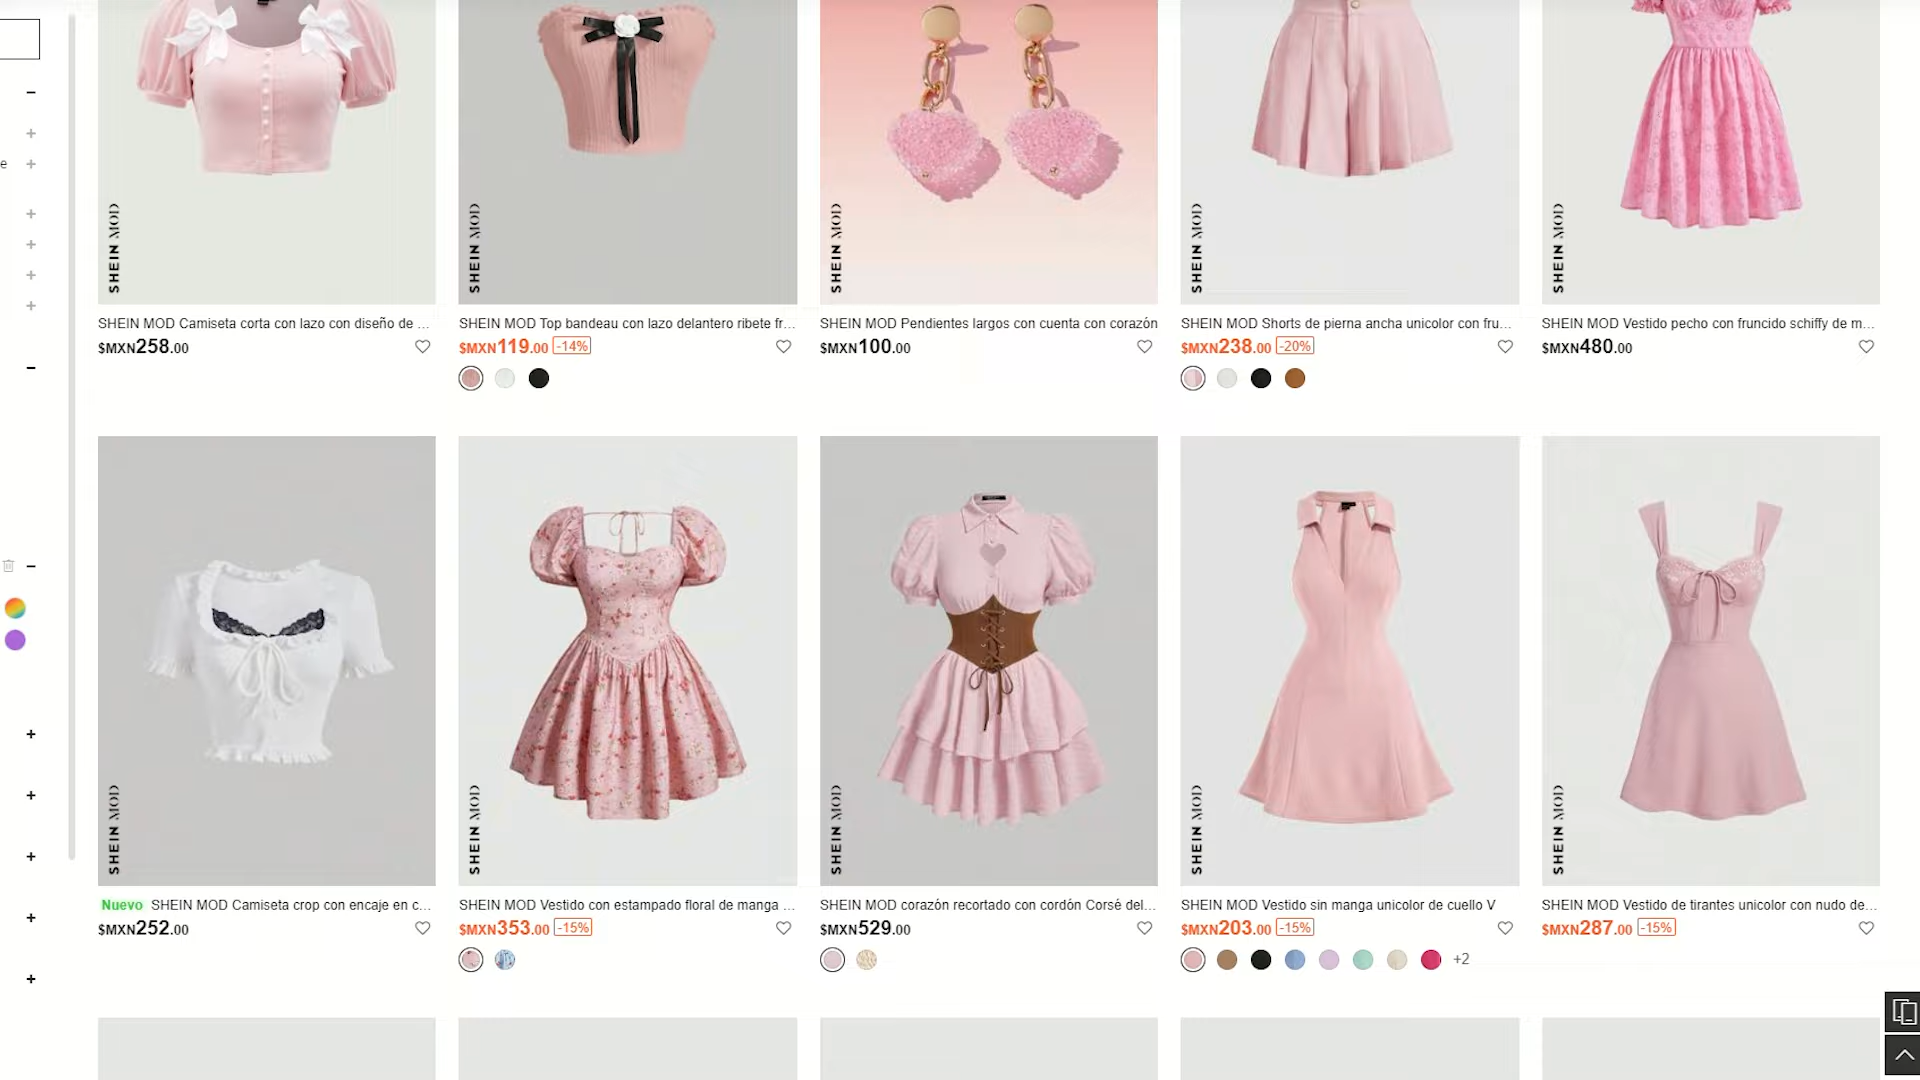 e
SHEIN MOD
SHEIN MOD
SHEIN MOD
SHEIN MOD
SHEIN MOD
SHEIN MOD Camiseta corta con lazo con diseño de ...
$MXN258.00
SHEIN MOD Top bandeau con lazo delantero ribete fr...
$MXN119.00 -14%
SHEIN MOD Pendientes largos con cuenta con corazón
$MXN100.00
SHEIN MOD Shorts de pierna ancha unicolor con fru...
$MXN238.00 -20%
SHEIN MOD Vestido pecho con fruncido schiffy de m...
$MXN480.00
SHEIN MOD
SHEIN MOD
SHEIN MOD
SHEIN MOD
SHEIN MOD
Nuevo SHEIN MOD Camiseta crop con encaje en c...
$MXN252.00
SHEIN MOD Vestido con estampado floral de manga ...
$MXN353.00 -15%
SHEIN MOD corazón recortado con cordón Corsé del...
$MXN529.00
SHEIN MOD Vestido sin manga unicolor de cuello V
$MXN203.00 -15%
+2
SHEIN MOD Vestido de tirantes unicolor con nudo de...
$MXN287.00 -15%